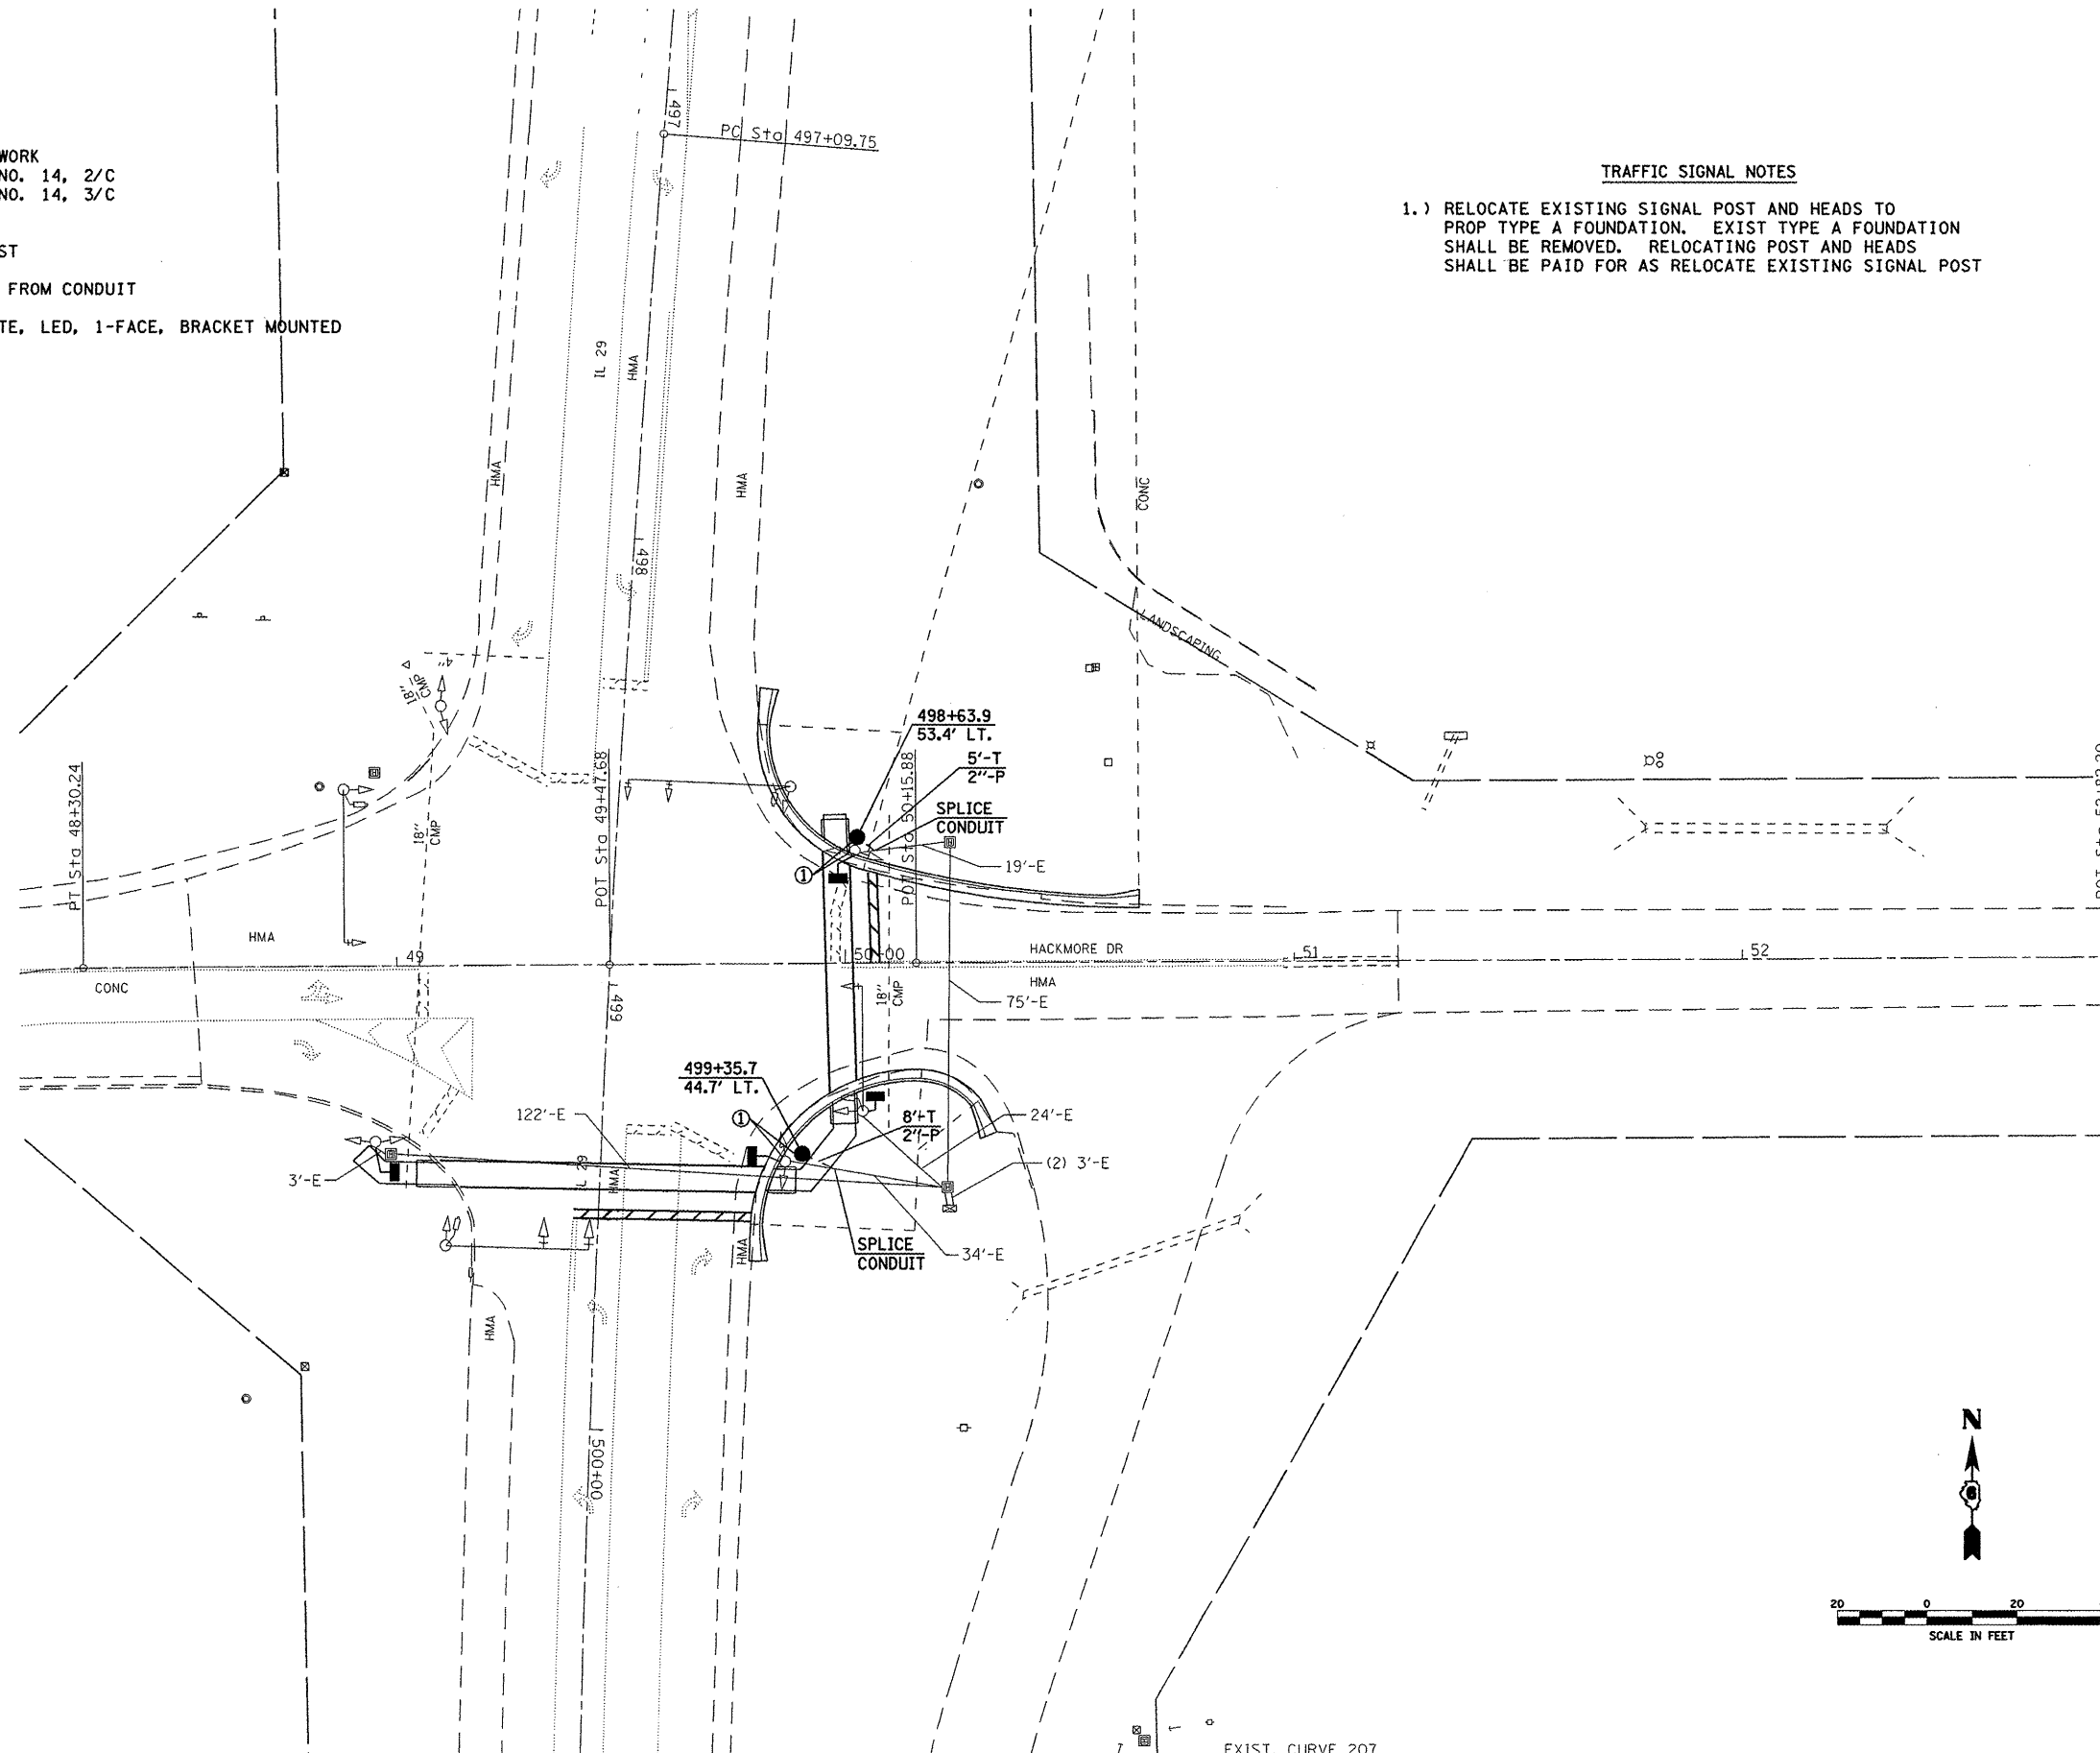 WORK
NO. 14, 2/C
NO. 14, 3/C
ST
FROM CONDUIT
TE, LED, 1-FACE, BRACKET MOUNTED
TRAFFIC SIGNAL NOTES
1.) RELOCATE EXISTING SIGNAL POST AND HEADS TO
PROP TYPE A FOUNDATION. EXIST TYPE A FOUNDATION
SHALL BE REMOVED. RELOCATING POST AND HEADS
SHALL BE PAID FOR AS RELOCATE EXISTING SIGNAL POST
497
PC Sta 497+09.75
IL 29
HMA
HMA
HMA
CONC
498
LANDSCAPING
18"
CMP
4"
498+63.9
53.4' LT.
5'-T
2"-P
SPLICE
CONDUIT
PT Sta 48+30.24
POT Sta 49+47.68
POT Sta 50+15.88
18"
CMP
1
19'-E
HMA
49
50+00
HACKMORE DR
51
52
CONC
HMA
18"
CMP
75'-E
499
499+35.7
44.7' LT.
122'-E
1
8'-T
2"-P
24'-E
(2) 3'-E
3'-E
IL 29
HMA
SPLICE
CONDUIT
34'-E
HMA
HMA
500+00
N
6
20 0 20
SCALE IN FEET
EXIST. CURVE 207